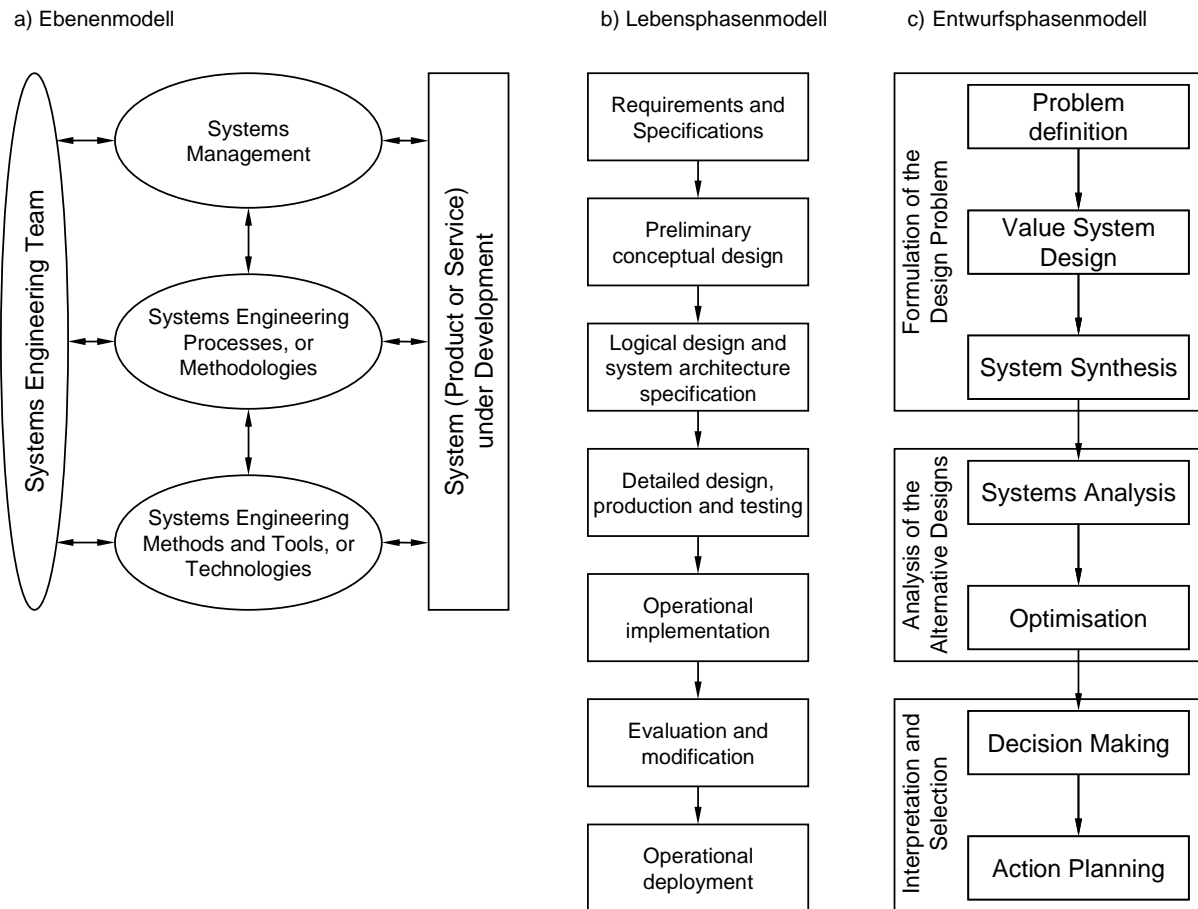 a) Ebenenmodell
Systems Engineering Team
Systems
Management
Systems Engineering
Processes, or
Methodologies
Systems Engineering
Methods and Tools, or
Technologies
System (Product or Service)
under Development
b) Lebensphasenmodell
Requirements and
Specifications
Preliminary
conceptual design
Logical design and
system architecture
specification
Detailed design,
production and testing
Operational
implementation
Evaluation and
modification
Operational
deployment
c) Entwurfsphasenmodell
Formulation of the
Design Problem
Problem
definition
Value System
Design
System Synthesis
Analysis of the
Alternative Designs
Systems Analysis
Optimisation
Interpretation and
Selection
Decision Making
Action Planning